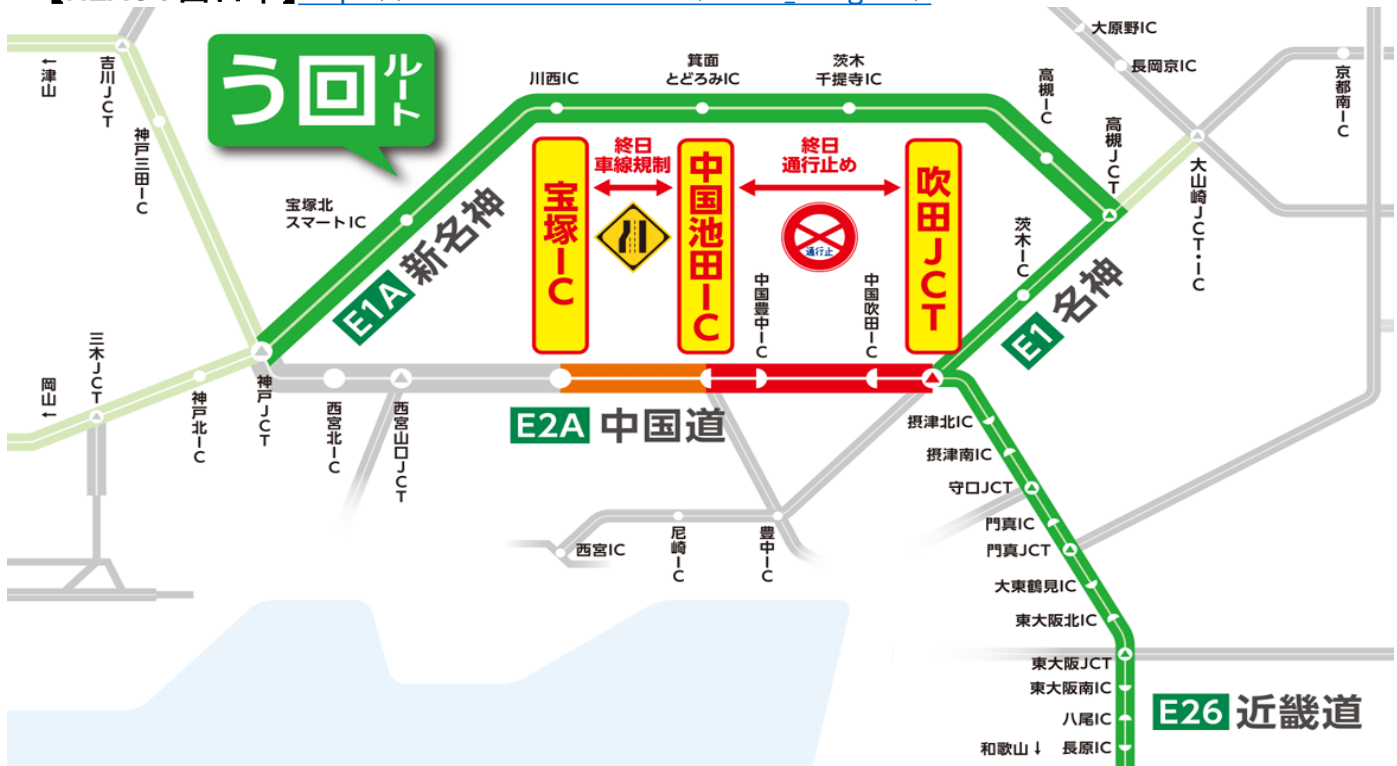 う回
ルート
←津山
吉川JCT
神戸三田IC
宝塚北
スマートIC
川西IC
箕面
とどろみIC
茨木
千提寺IC
高槻IC
高槻JCT
大原野IC
長岡京IC
京都南IC
大山崎JCT・IC
茨木IC
E1A 新名神
E1 名神
宝塚IC
終日
車線規制
中国池田IC
終日
通行止め
通行止
吹田JCT
中国豊中IC
中国吹田IC
岡山←
三木JCT
神戸北IC
神戸JCT
西宮北IC
西宮山口JCT
E2A 中国道
西宮IC
尼崎IC
豊中IC
摂津北IC
摂津南IC
守口JCT
門真IC
門真JCT
大東鶴見IC
東大阪北IC
東大阪JCT
東大阪南IC
八尾IC
和歌山↓
長原IC
E26 近畿道